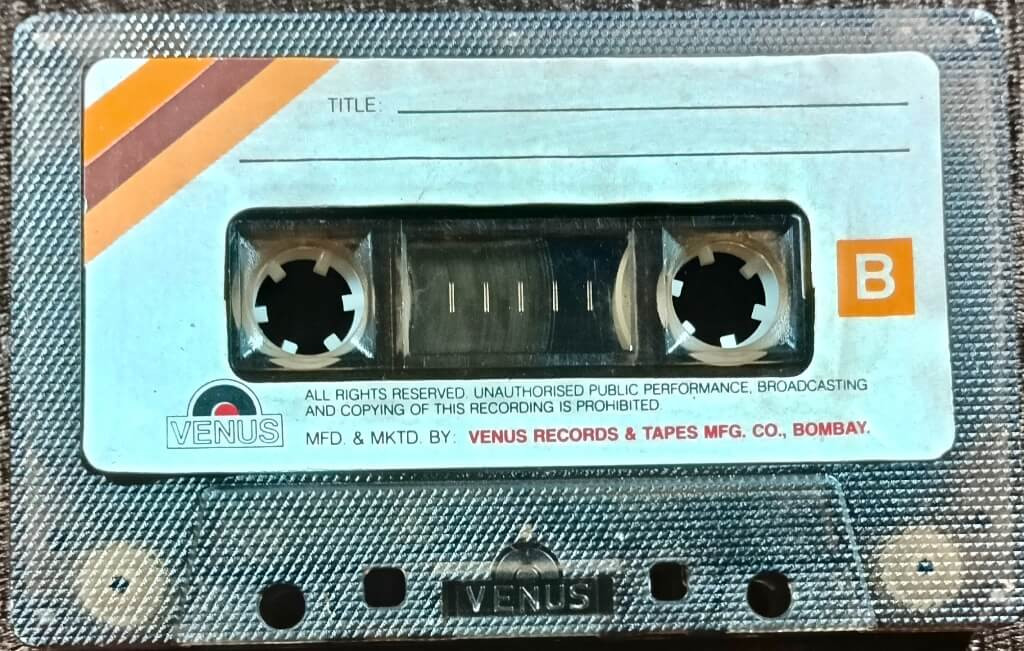 TITLE:
B
ALL RIGHTS RESERVED. UNAUTHORISED PUBLIC PERFORMANCE, BROADCASTING
AND COPYING OF THIS RECORDING IS PROHIBITED.
VENUS
MFD. & MKTD. BY: VENUS RECORDS & TAPES MFG. CO., BOMBAY.
VENUS